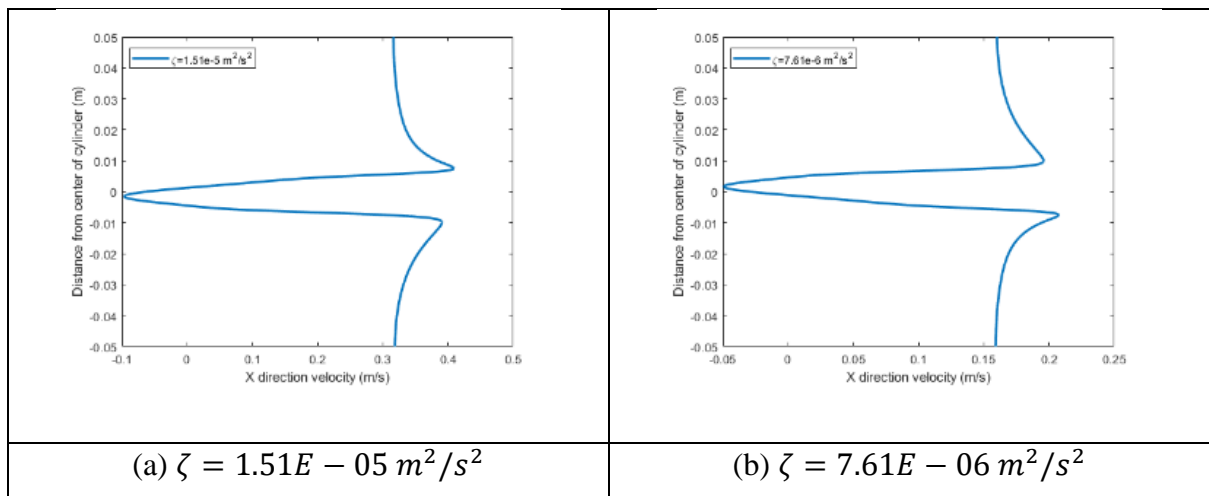 0.05
ζ=1.51e-5 m²/s²
0.04
0.03
0.02
0.01
0
-0.01
-0.02
-0.03
-0.04
-0.05
Distance from center of cylinder (m)
-0.1 0 0.1 0.2 0.3 0.4 0.5
X direction velocity (m/s)
0.05
ζ=7.61e-6 m²/s²
0.04
0.03
0.02
0.01
0
-0.01
-0.02
-0.03
-0.04
-0.05
Distance from center of cylinder (m)
-0.05 0 0.05 0.1 0.15 0.2 0.25
X direction velocity (m/s)
(a) ζ = 1.51E − 05 m²/s²
(b) ζ = 7.61E − 06 m²/s²